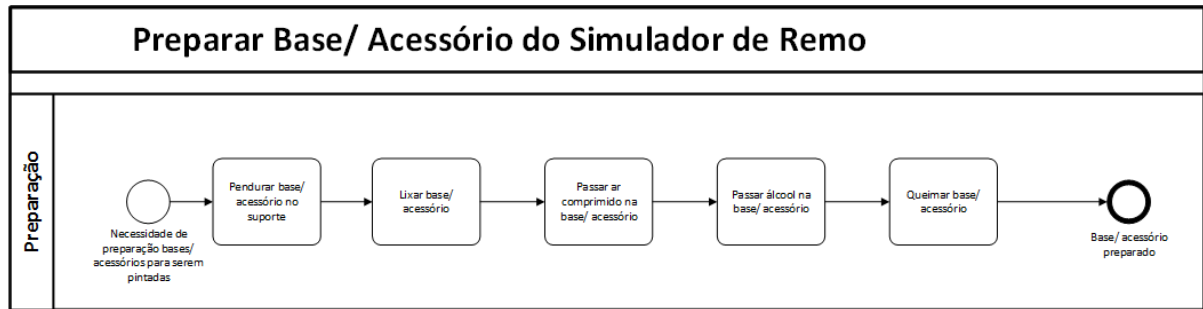 Preparar Base/ Acessório do Simulador de Remo
Preparação
Necessidade de
preparação bases/
acessórios para serem
pintadas
Pendurar base/
acessório no
suporte
Lixar base/
acessório
Passar ar
comprimido na
base/ acessório
Passar álcool na
base/ acessório
Queimar base/
acessório
Base/ acessório
preparado